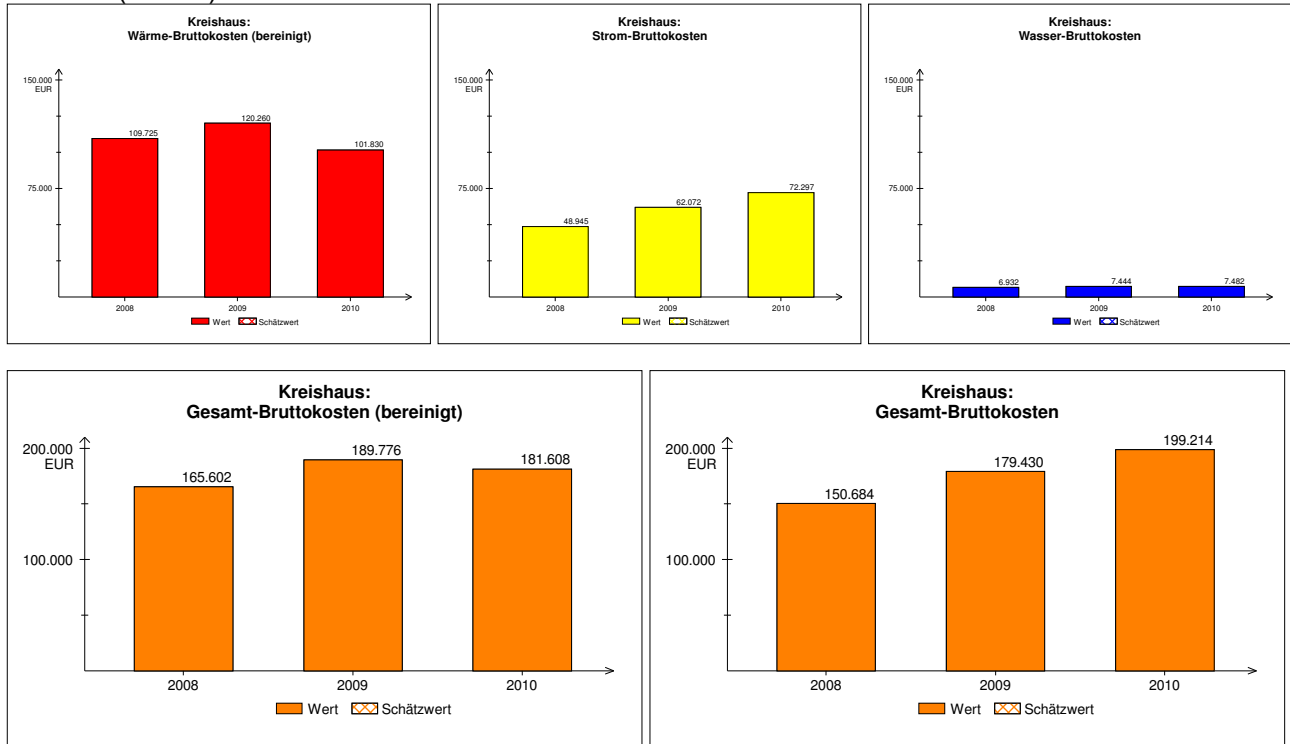 Kreishaus:
Wärme-Bruttokosten (bereinigt)
150.000
EUR
120.260
109.725
101.830
75.000
2008 2009 2010
Wert Schätzwert
Kreishaus:
Strom-Bruttokosten
150.000
EUR
75.000
72.297
62.072
48.945
2008 2009 2010
Wert Schätzwert
Kreishaus:
Wasser-Bruttokosten
150.000
EUR
75.000
6.932 7.444 7.482
2008 2009 2010
Wert Schätzwert
Kreishaus:
Gesamt-Bruttokosten (bereinigt)
200.000
EUR
189.776
181.608
165.602
100.000
2008 2009 2010
Wert Schätzwert
Kreishaus:
Gesamt-Bruttokosten
200.000
EUR
199.214
179.430
150.684
100.000
2008 2009 2010
Wert Schätzwert